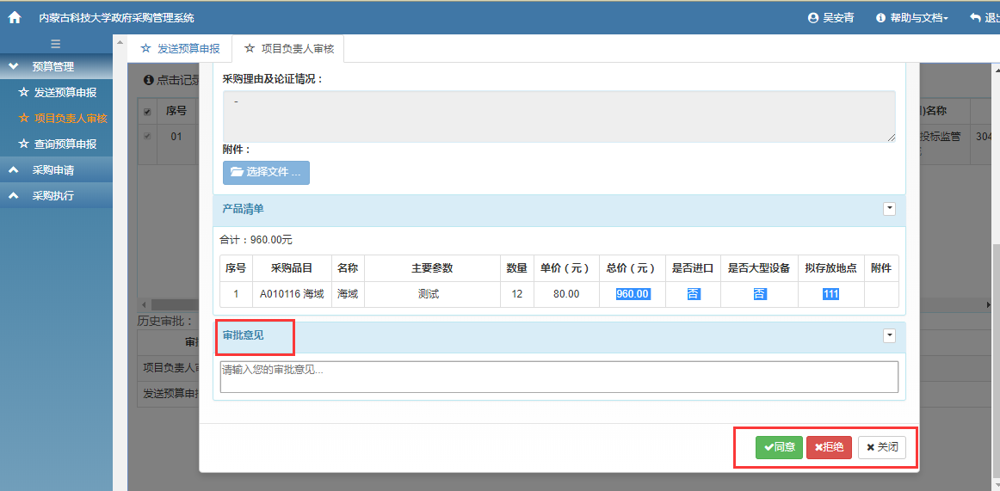 内蒙古科技大学政府采购管理系统
吴安青 帮助与文档 退出
预算管理
发送预算申报
项目负责人审核
查询预算申报
采购申请
采购执行
发送预算申报 项目负责人审核
点击记录
序号 名称
01 投标监管 304
历史审批：
项目负责人审
发送预算申报
采购理由及论证情况：
-
附件：
选择文件 ...
产品清单
合计：960.00元
序号 采购品目 名称 主要参数 数量 单价（元） 总价（元） 是否进口 是否大型设备 拟存放地点 附件
1 A010116 海域 海域 测试 12 80.00 960.00 否 否 111
审批意见
请输入您的审批意见...
同意 拒绝 关闭